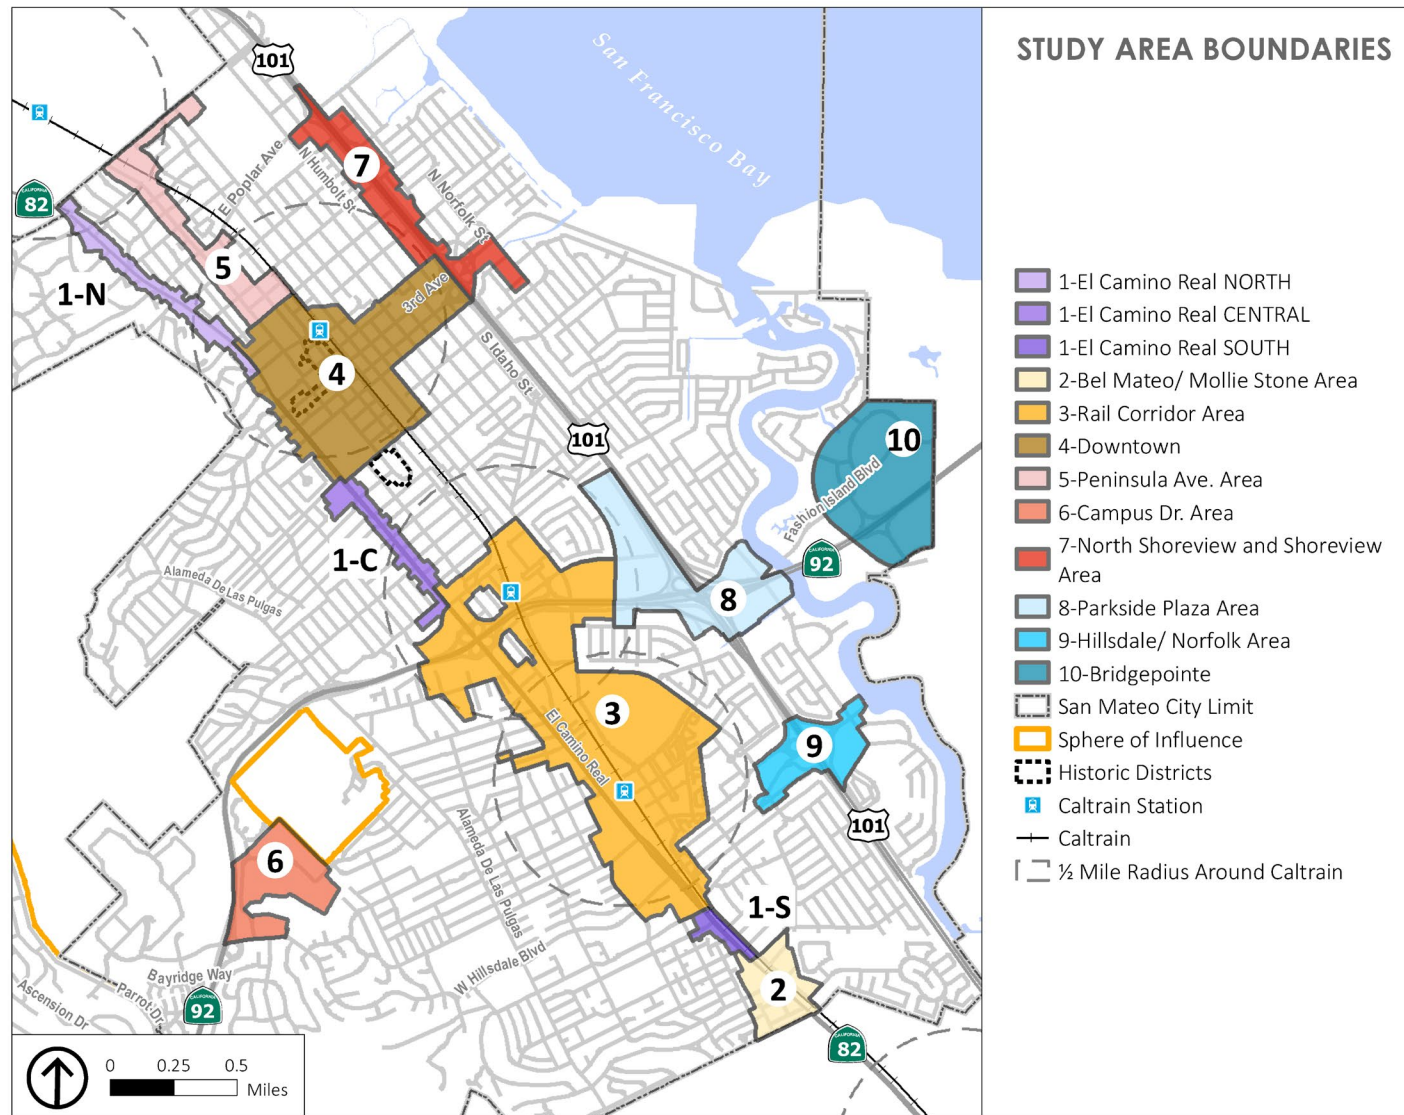 STUDY AREA BOUNDARIES
1-El Camino Real NORTH
1-El Camino Real CENTRAL
1-El Camino Real SOUTH
2-Bel Mateo/ Mollie Stone Area
3-Rail Corridor Area
4-Downtown
5-Peninsula Ave. Area
6-Campus Dr. Area
7-North Shoreview and Shoreview
Area
8-Parkside Plaza Area
9-Hillsdale/ Norfolk Area
10-Bridgepointe
San Mateo City Limit
Sphere of Influence
Historic Districts
Caltrain Station
Caltrain
½ Mile Radius Around Caltrain
San Francisco Bay
101
7
E Poplar Ave
N Humbolt St
N Norfolk St
CALIFORNIA
82
5
1-N
3rd Ave
4
S Idaho St
101
10
Fashion Island Blvd
CALIFORNIA
92
1-C
Alameda De Las Pulgas
8
3
El Camino Real
9
101
6
Alameda De Las Pulgas
1-S
W Hillsdale Blvd
2
Bayridge Way
Parrot Dr
Ascension Dr
CALIFORNIA
92
CALIFORNIA
82
0 0.25 0.5
Miles